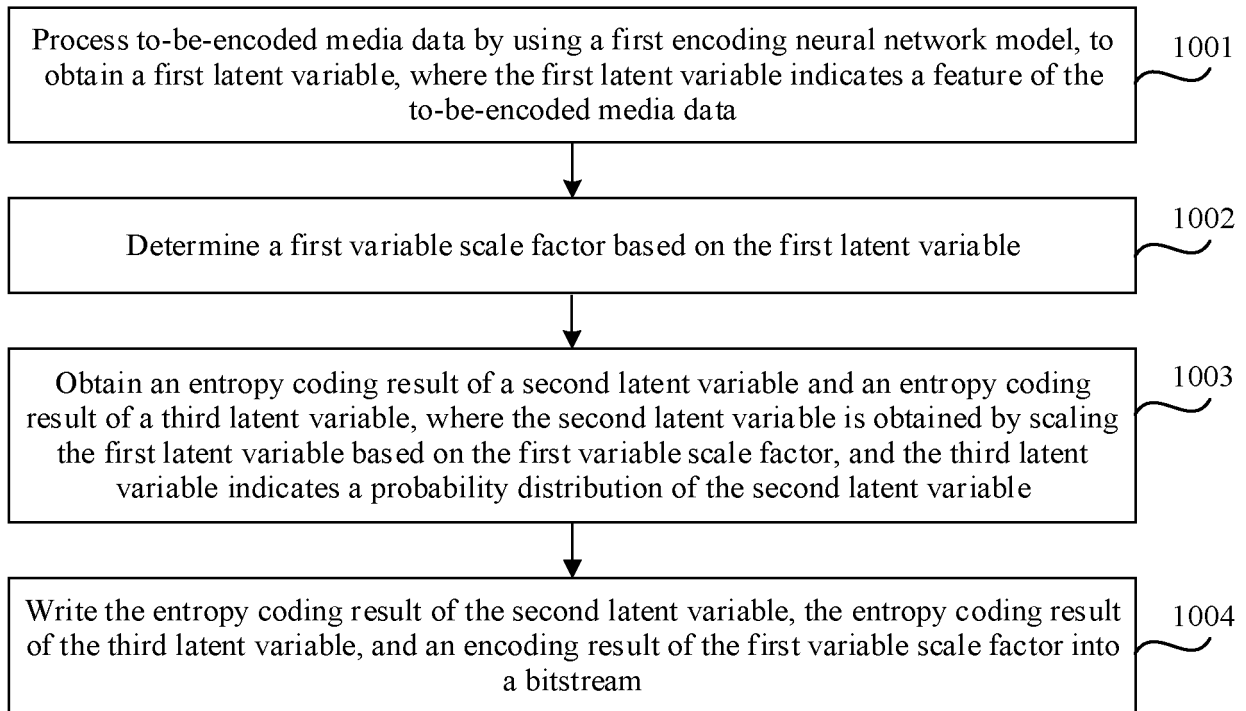 Process to-be-encoded media data by using a first encoding neural network model, to
obtain a first latent variable, where the first latent variable indicates a feature of the
to-be-encoded media data
1001
Determine a first variable scale factor based on the first latent variable
1002
Obtain an entropy coding result of a second latent variable and an entropy coding
result of a third latent variable, where the second latent variable is obtained by scaling
the first latent variable based on the first variable scale factor, and the third latent
variable indicates a probability distribution of the second latent variable
1003
Write the entropy coding result of the second latent variable, the entropy coding result
of the third latent variable, and an encoding result of the first variable scale factor into
a bitstream
1004